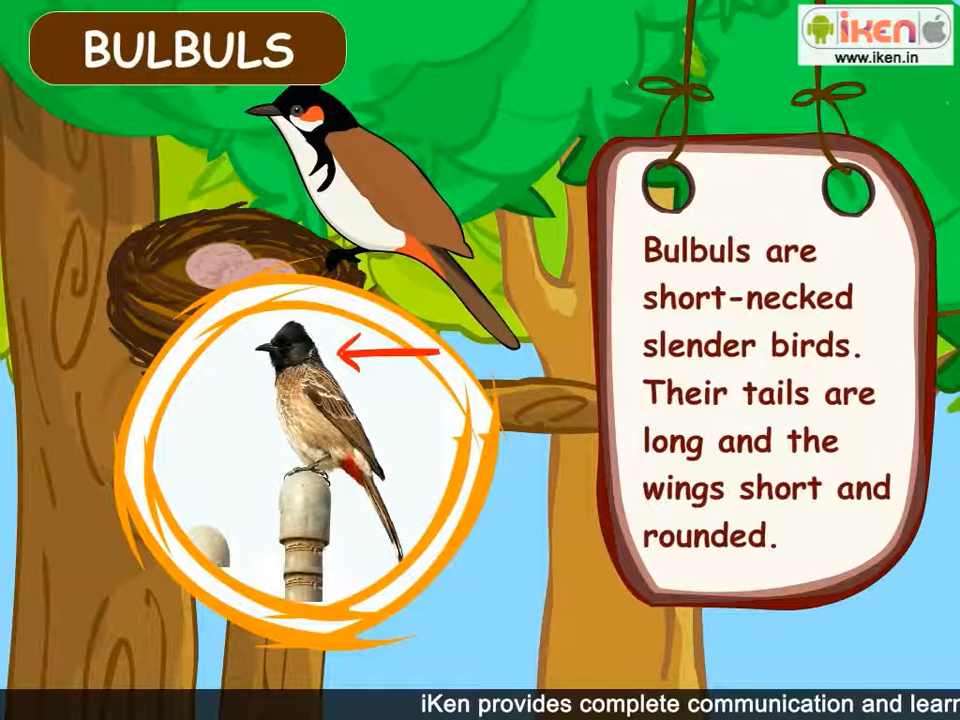 BULBULS
iKen
www.iken.in
Bulbuls are
short-necked
slender birds.
Their tails are
long and the
wings short and
rounded.
iKen provides complete communication and learn